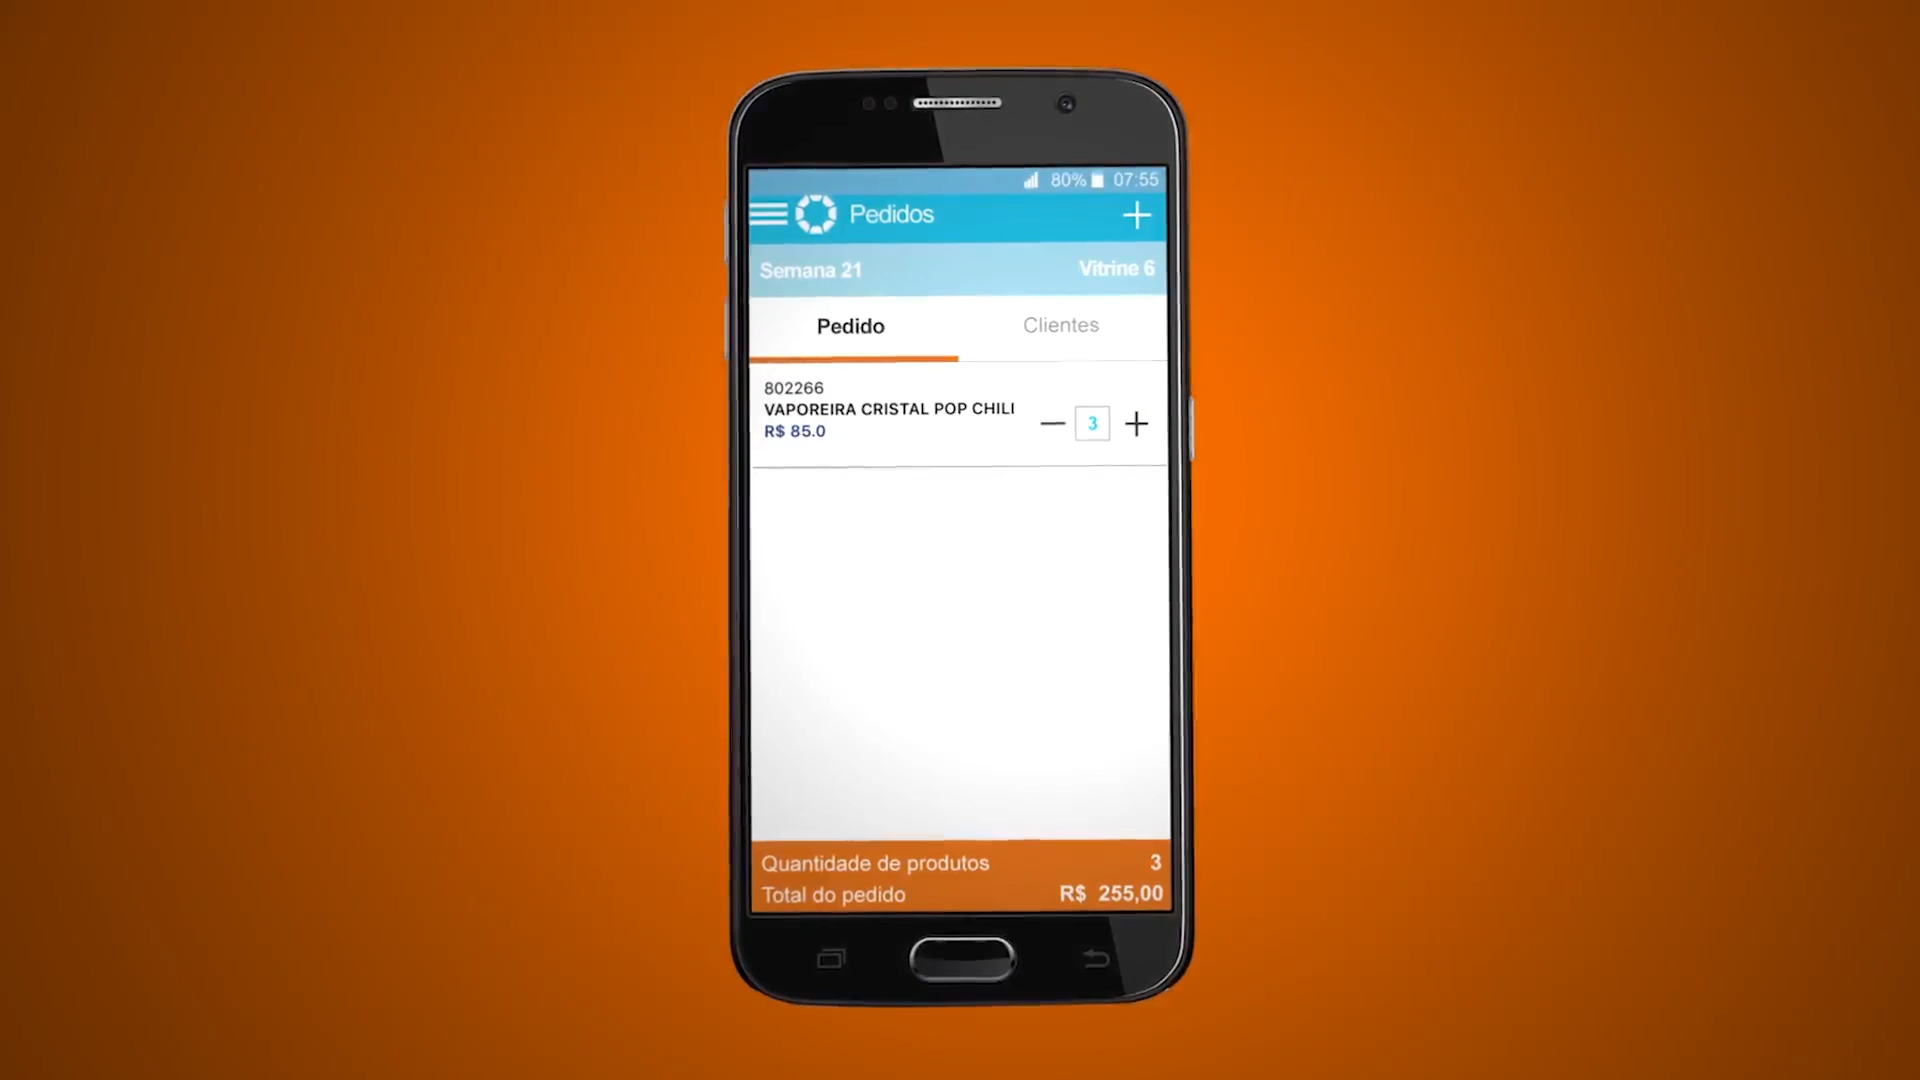 80% 07:55
Pedidos
Semana 21 Vitrine 6
Pedido Clientes
802266
VAPOREIRA CRISTAL POP CHILI
R$ 85.0
3
Quantidade de produtos 3
Total do pedido R$ 255,00